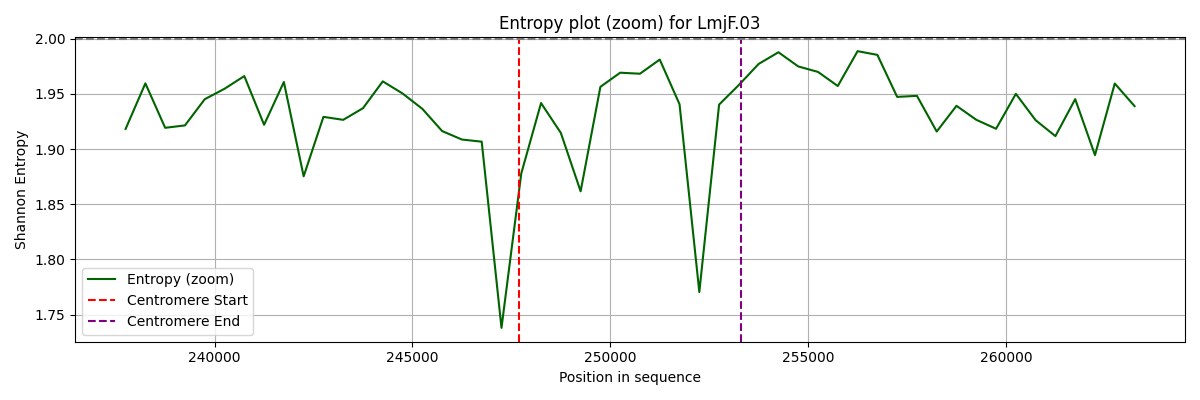 Entropy plot (zoom) for LmjF.03
Shannon Entropy
2.00
1.95
1.90
1.85
1.80
1.75
Entropy (zoom)
Centromere Start
Centromere End
240000 245000 250000 255000 260000
Position in sequence